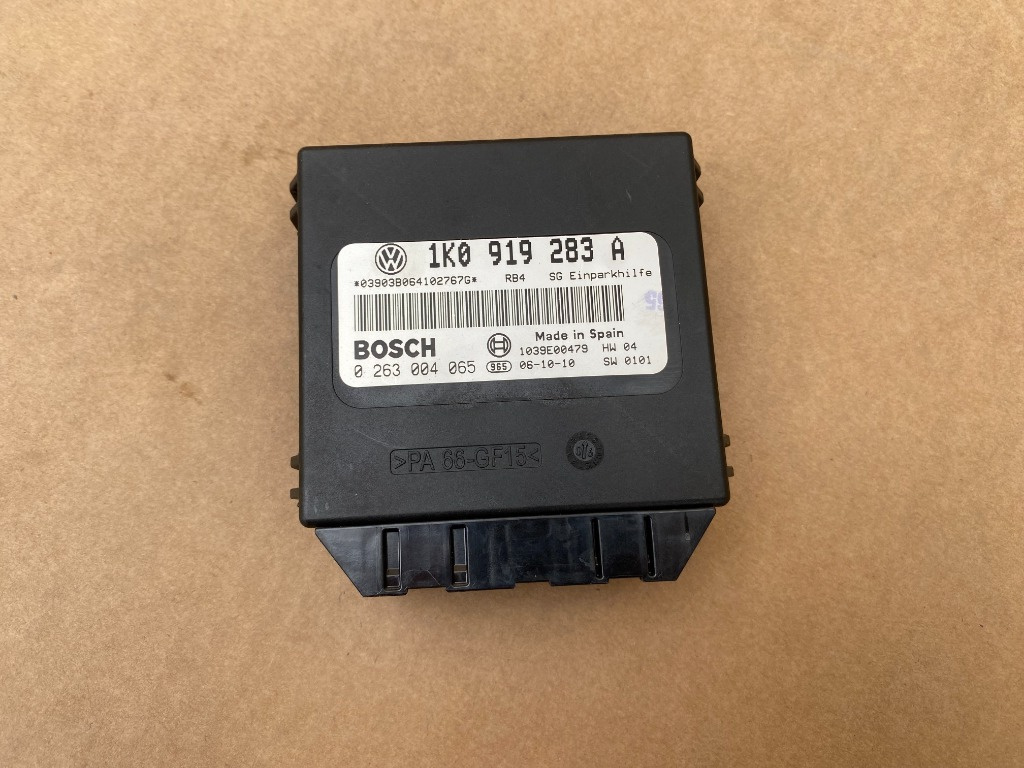 1K0 919 283 A
*03903B064102767G* RB4 SG Einparkhilfe
Made in Spain
BOSCH 1039E00479 HW 04
0 263 004 065 965 06-10-10 SW 0101
>PA 66-GF15<